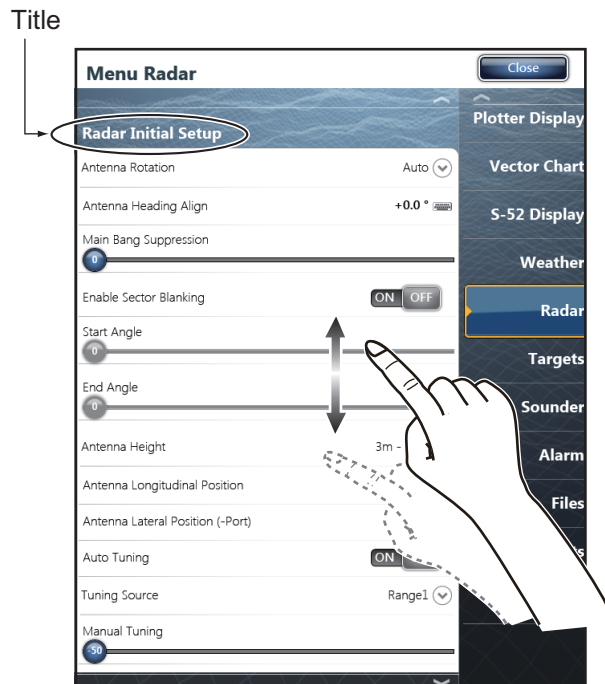 Title
Menu Radar
Close
Radar Initial Setup
Antenna Rotation
Auto
Antenna Heading Align
+0.0 °
Main Bang Suppression
0
Enable Sector Blanking
ON OFF
Start Angle
0
End Angle
0
Antenna Height
3m -
Antenna Longitudinal Position
Antenna Lateral Position (-Port)
Auto Tuning
ON
Tuning Source
Range1
Manual Tuning
-50
Plotter Display
Vector Chart
S-52 Display
Weather
Radar
Targets
Sounder
Alarm
Files